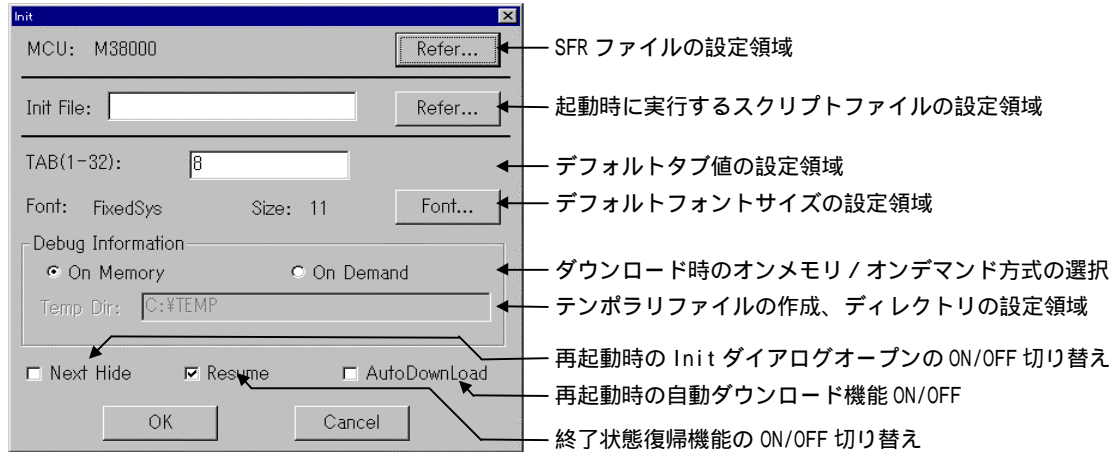 Init
MCU: M38000 Refer... SFR ファイルの設定領域
Init File: Refer... 起動時に実行するスクリプトファイルの設定領域
TAB(1-32): 8 デフォルトタブ値の設定領域
Font: FixedSys Size: 11 Font... デフォルトフォントサイズの設定領域
Debug Information
On Memory On Demand ダウンロード時のオンメモリ / オンデマンド方式の選択
Temp Dir: C:¥TEMP テンポラリファイルの作成、ディレクトリの設定領域
再起動時の Init ダイアログオープンの ON/OFF 切り替え
Next Hide Resume AutoDownLoad
再起動時の自動ダウンロード機能 ON/OFF
OK Cancel
終了状態復帰機能の ON/OFF 切り替え